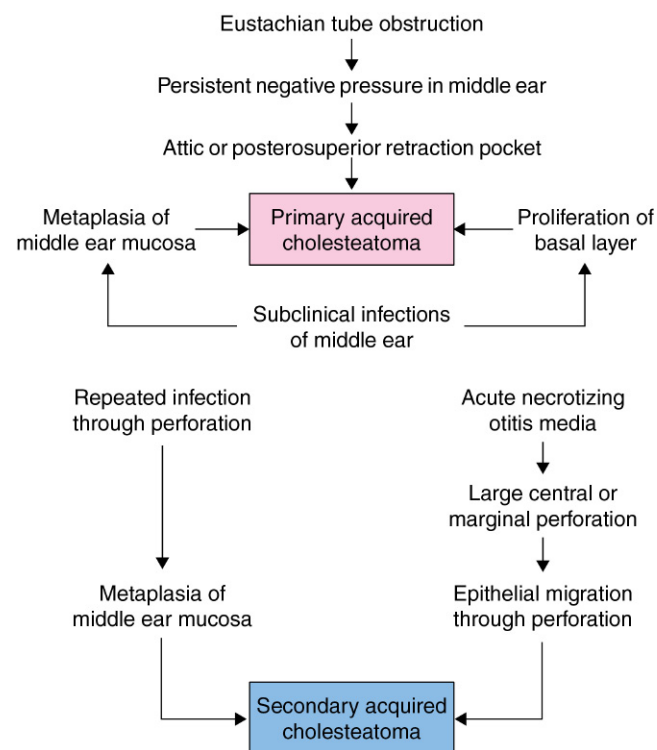 Eustachian tube obstruction
Persistent negative pressure in middle ear
Attic or posterosuperior retraction pocket
Metaplasia of
middle ear mucosa
Primary acquired
cholesteatoma
Proliferation of
basal layer
Subclinical infections
of middle ear
Repeated infection
through perforation
Acute necrotizing
otitis media
Large central or
marginal perforation
Metaplasia of
middle ear mucosa
Epithelial migration
through perforation
Secondary acquired
cholesteatoma